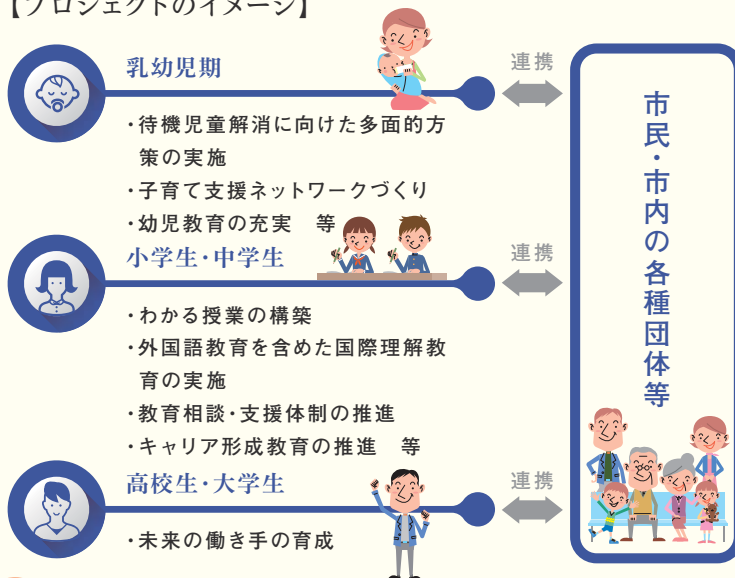 【プロジェクトのイメージ】
乳幼児期
・待機児童解消に向けた多面的方
策の実施
・子育て支援ネットワークづくり
・幼児教育の充実　等
連携
小学生・中学生
・わかる授業の構築
・外国語教育を含めた国際理解教
育の実施
・教育相談・支援体制の推進
・キャリア形成教育の推進　等
連携
高校生・大学生
・未来の働き手の育成
連携
市民・市内の各種団体等